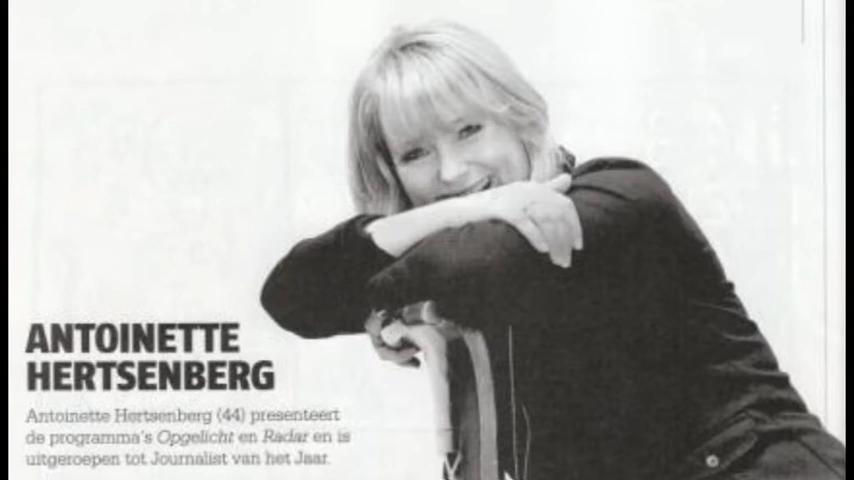 ANTOINETTE
HERTSENBERG
Antoinette Hertsenberg (44) presenteert
de programma's Opgelicht en Radar en is
uitgeroepen tot Journalist van het Jaar.